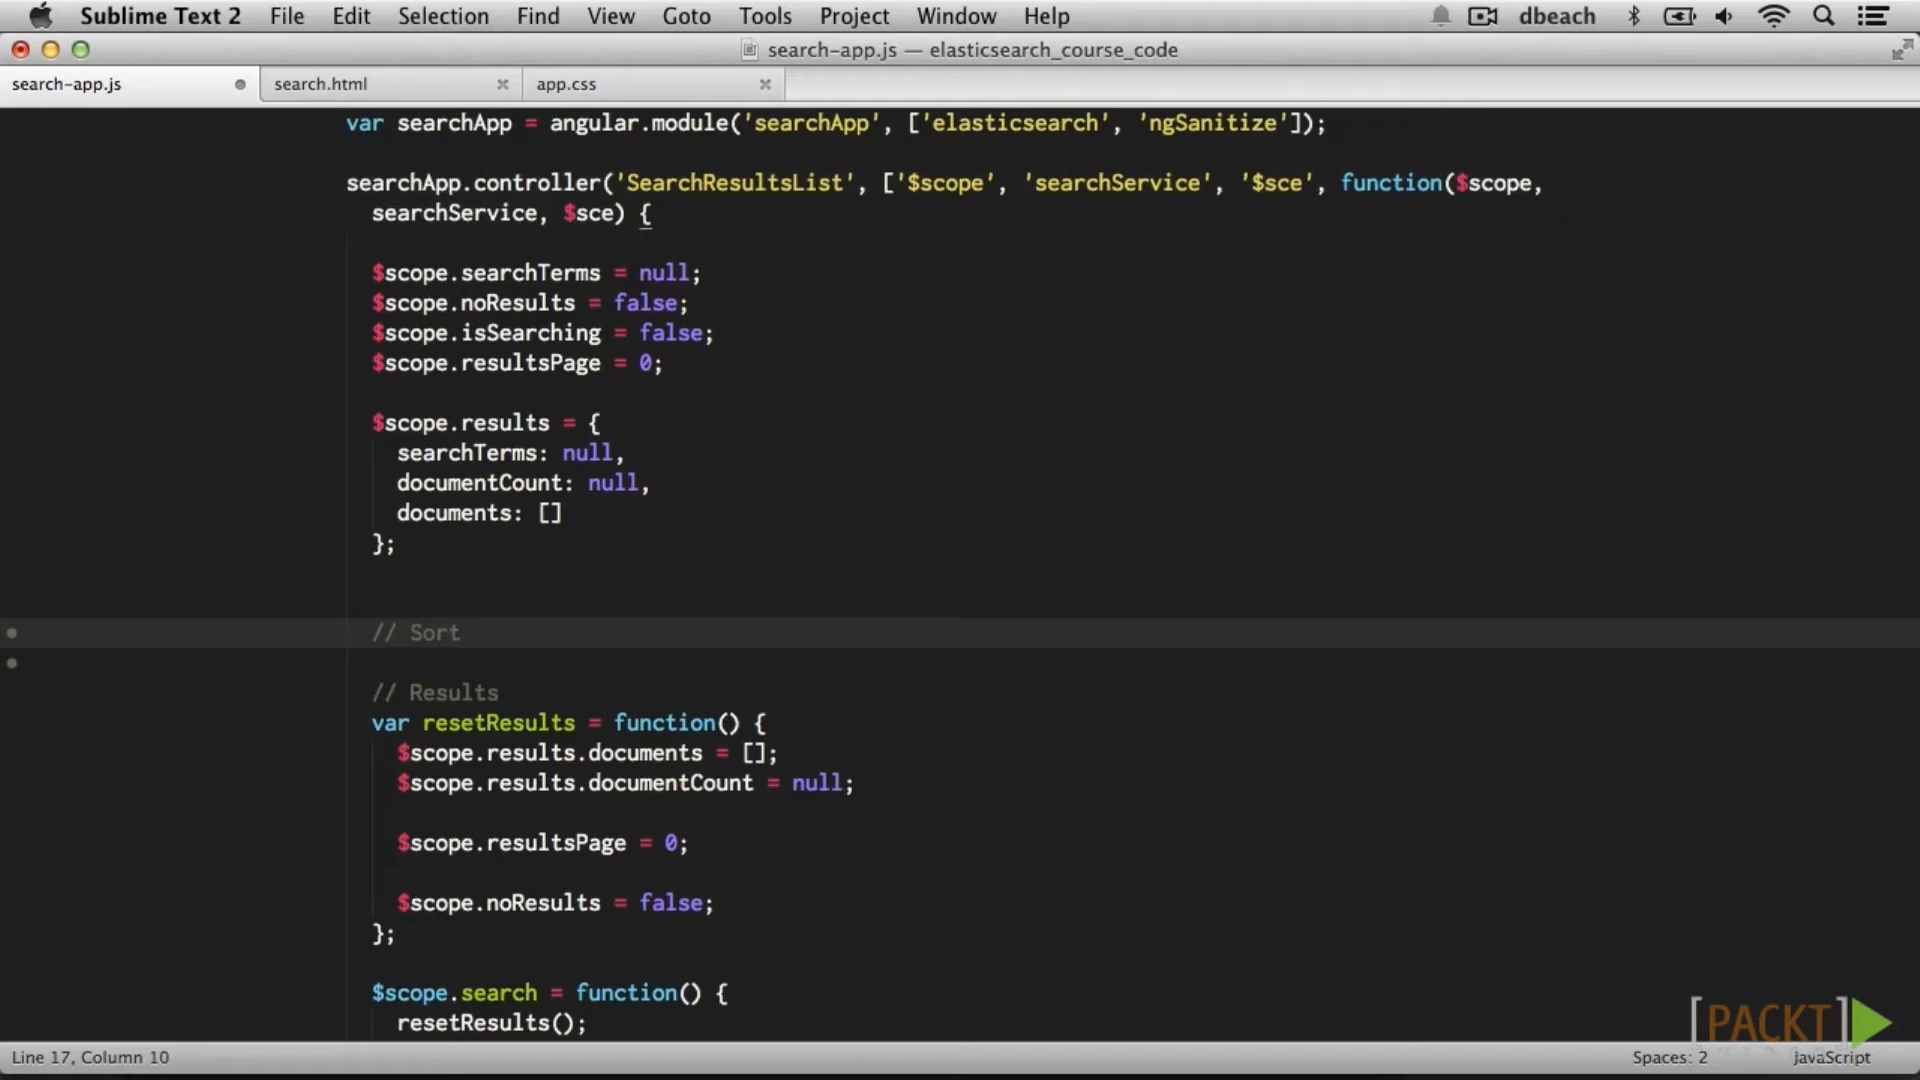 Sublime Text 2 File Edit Selection Find View Goto Tools Project Window Help dbeach
search-app.js — elasticsearch_course_code
search-app.js search.html app.css
var searchApp = angular.module('searchApp', ['elasticsearch', 'ngSanitize']);
searchApp.controller('SearchResultsList', ['$scope', 'searchService', '$sce', function($scope,
searchService, $sce) {
$scope.searchTerms = null;
$scope.noResults = false;
$scope.isSearching = false;
$scope.resultsPage = 0;
$scope.results = {
searchTerms: null,
documentCount: null,
documents: []
};
// Sort
// Results
var resetResults = function() {
$scope.results.documents = [];
$scope.results.documentCount = null;
$scope.resultsPage = 0;
$scope.noResults = false;
};
$scope.search = function() {
resetResults();
[PACKT]
Line 17, Column 10 Spaces: 2 JavaScript